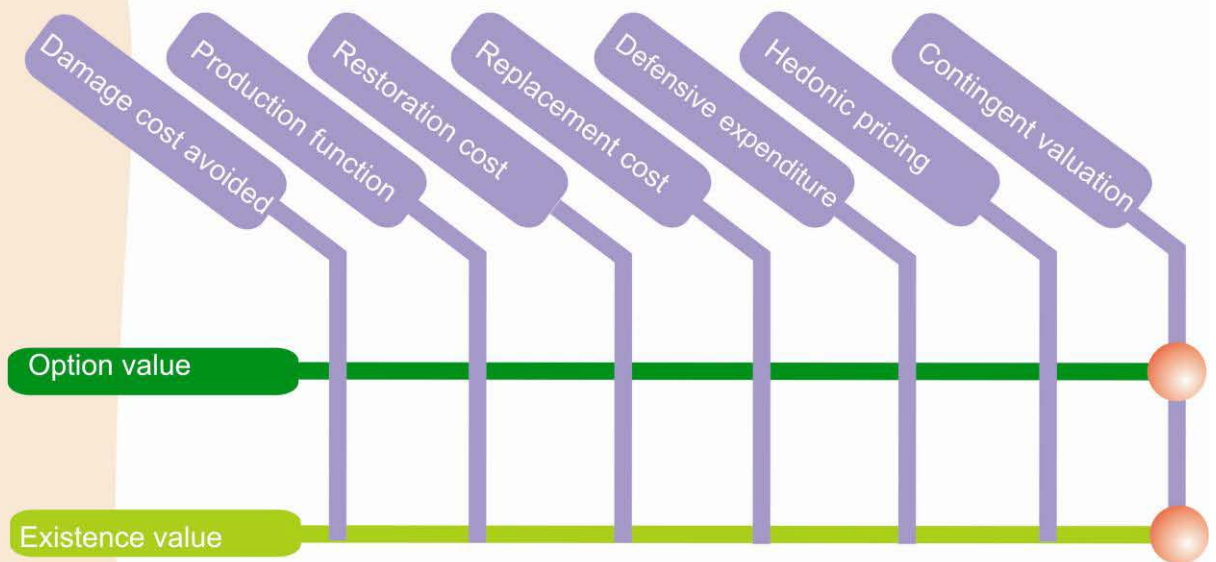 Damage cost avoided
Production function
Restoration cost
Replacement cost
Defensive expenditure
Hedonic pricing
Contingent valuation
Option value
Existence value